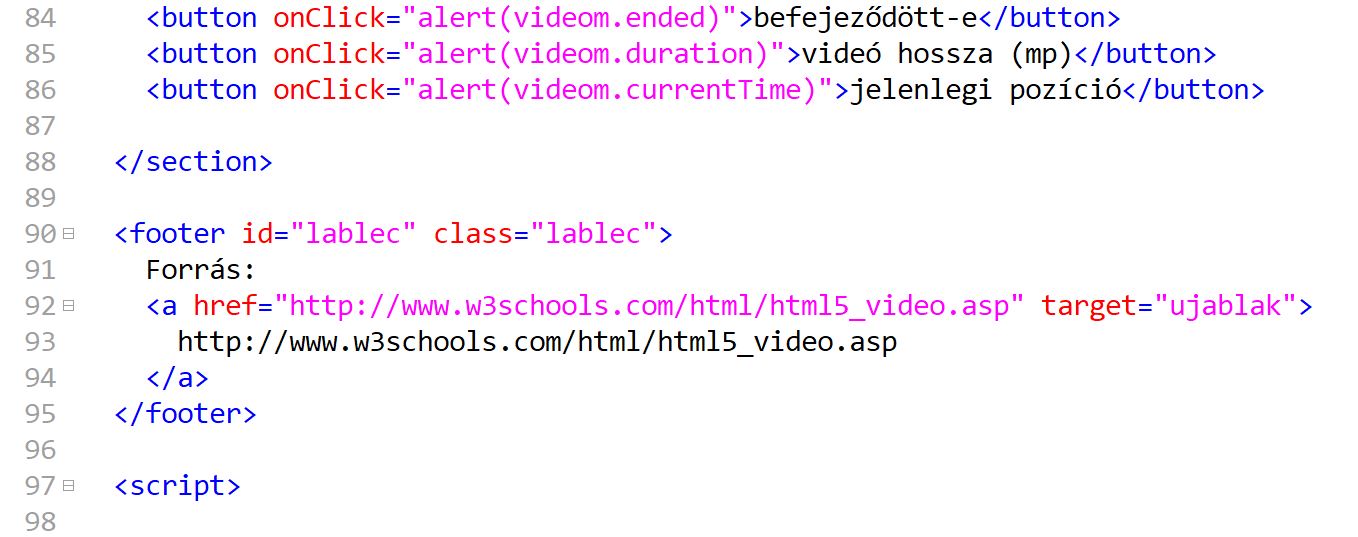 84 <button onClick="alert(videom.ended)">befejeződött-e</button>
85 <button onClick="alert(videom.duration)">videó hossza (mp)</button>
86 <button onClick="alert(videom.currentTime)">jelenlegi pozíció</button>
87
88 </section>
89
90 <footer id="lablec" class="lablec">
91 Forrás:
92 <a href="http://www.w3schools.com/html/html5_video.asp" target="ujablak">
93 http://www.w3schools.com/html/html5_video.asp
94 </a>
95 </footer>
96
97 <script>
98